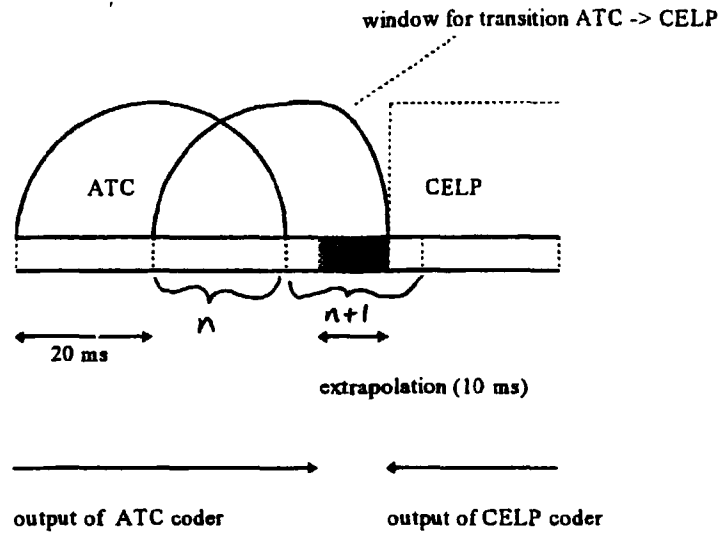 window for transition ATC -> CELP
ATC
CELP
n
n+1
20 ms
extrapolation (10 ms)
output of ATC coder
output of CELP coder